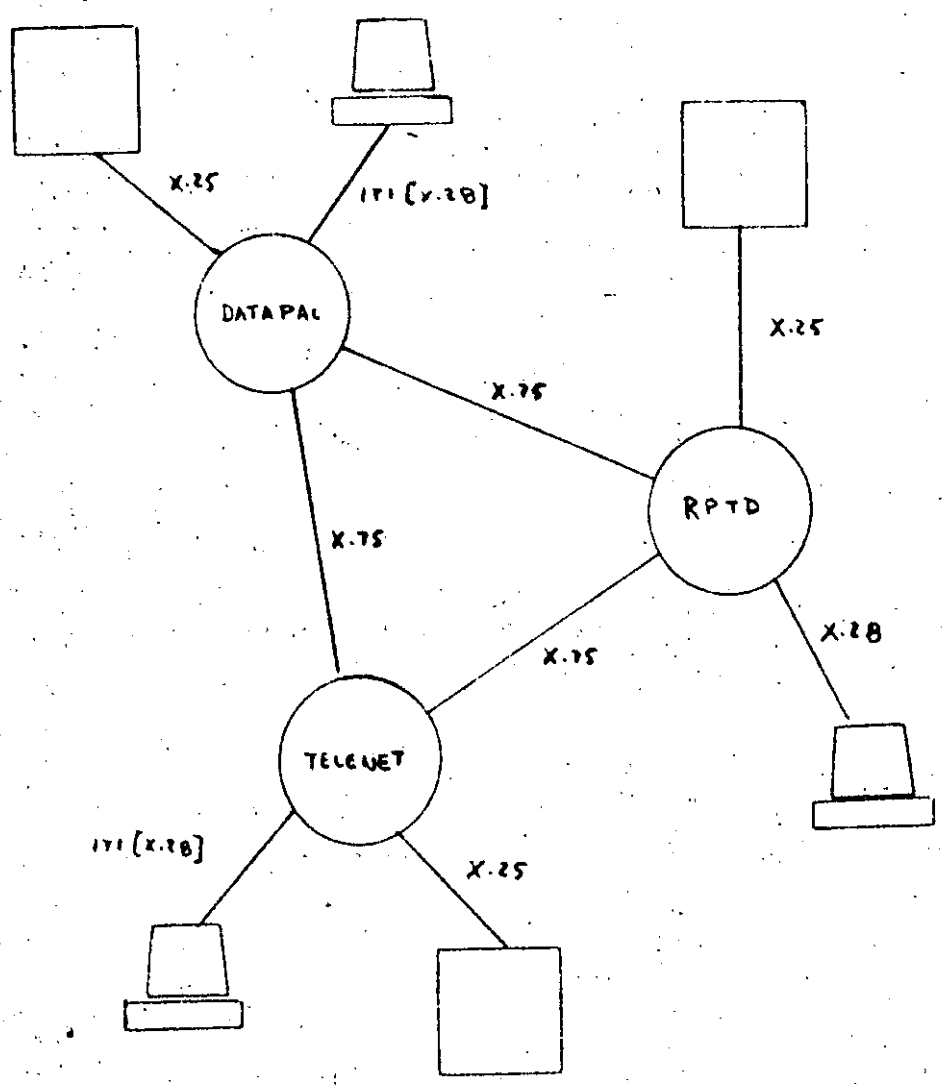 X.25
ITI [X.28]
DATAPAC
X.25
X.75
RPTD
X.75
X.75
X.28
TELENET
ITI [X.28]
X.25